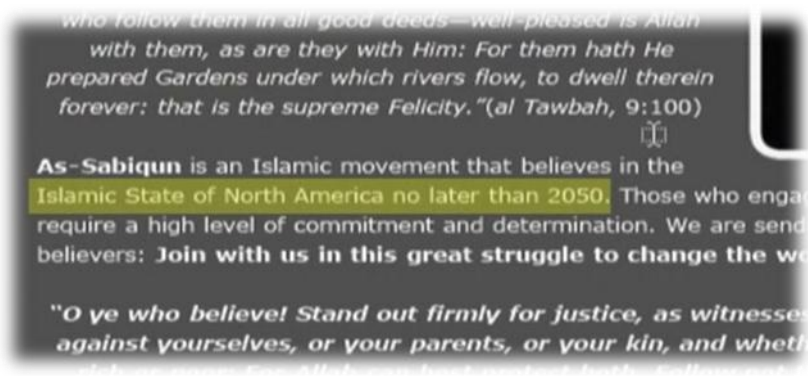 who follow them in all good deeds—well-pleased is Allah
with them, as are they with Him: For them hath He
prepared Gardens under which rivers flow, to dwell therein
forever: that is the supreme Felicity."(al Tawbah, 9:100)
As-Sabiqun is an Islamic movement that believes in the
Islamic State of North America no later than 2050. Those who enga
require a high level of commitment and determination. We are send
believers: Join with us in this great struggle to change the wo
"O ye who believe! Stand out firmly for justice, as witnesses
against yourselves, or your parents, or your kin, and wheth